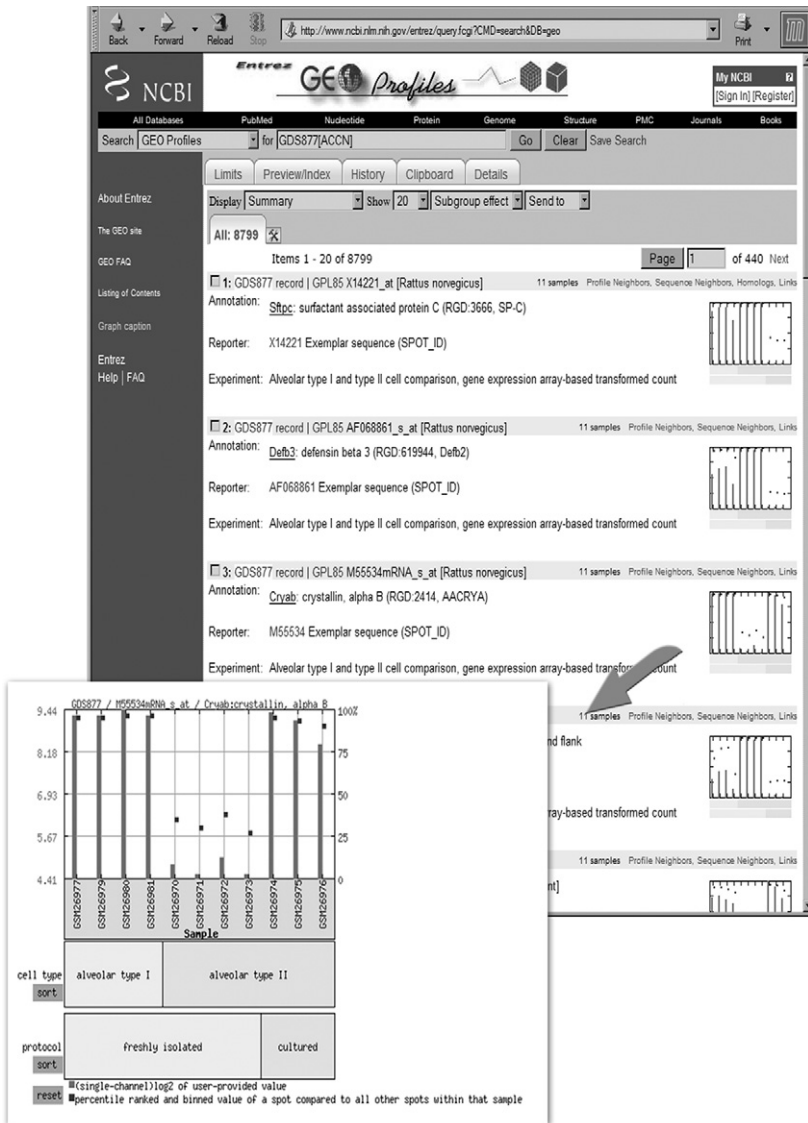 Back Forward Reload Stop http://www.ncbi.nlm.nih.gov/entrez/query.fcgi?CMD=search&DB=geo Print
NCBI Entrez GEO Profiles My NCBI
[Sign In] [Register]
All Databases PubMed Nucleotide Protein Genome Structure PMC Journals Books
Search GEO Profiles for GDS877[ACCN] Go Clear Save Search
Limits Preview/Index History Clipboard Details
About Entrez
The GEO site
GEO FAQ
Listing of Contents
Graph caption
Entrez
Help | FAQ
Display Summary Show 20 Subgroup effect Send to
All: 8799
Items 1 - 20 of 8799 Page 1 of 440 Next
1: GDS877 record | GPL85 X14221_at [Rattus norvegicus] 11 samples Profile Neighbors, Sequence Neighbors, Homologs, Links
Annotation: Sftpc: surfactant associated protein C (RGD:3666, SP-C)
Reporter: X14221 Exemplar sequence (SPOT_ID)
Experiment: Alveolar type I and type II cell comparison, gene expression array-based transformed count
2: GDS877 record | GPL85 AF068861_s_at [Rattus norvegicus] 11 samples Profile Neighbors, Sequence Neighbors, Links
Annotation: Defb3: defensin beta 3 (RGD:619944, Defb2)
Reporter: AF068861 Exemplar sequence (SPOT_ID)
Experiment: Alveolar type I and type II cell comparison, gene expression array-based transformed count
3: GDS877 record | GPL85 M55534mRNA_s_at [Rattus norvegicus] 11 samples Profile Neighbors, Sequence Neighbors, Links
Annotation: Cryab: crystallin, alpha B (RGD:2414, AACRYA)
Reporter: M55534 Exemplar sequence (SPOT_ID)
Experiment: Alveolar type I and type II cell comparison, gene expression array-based count
11 samples Profile Neighbors, Sequence Neighbors, Links
nd flank
ray-based transformed count
11 samples Profile Neighbors, Sequence Neighbors, Links
nt]
GDS877 / M55534mRNA_s_at / Cryab:crystallin, alpha B
9.44 100%
8.18 75
6.93 50
5.67 25
4.41 0
GSM26977 GSM26979 GSM26980 GSM26981 GSM26970 GSM26971 GSM26972 GSM26973 GSM26974 GSM26975 GSM26976
Sample
cell type alveolar type I alveolar type II
sort
protocol freshly isolated cultured
sort
reset (single-channel)log2 of user-provided value
percentile ranked and binned value of a spot compared to all other spots within that sample